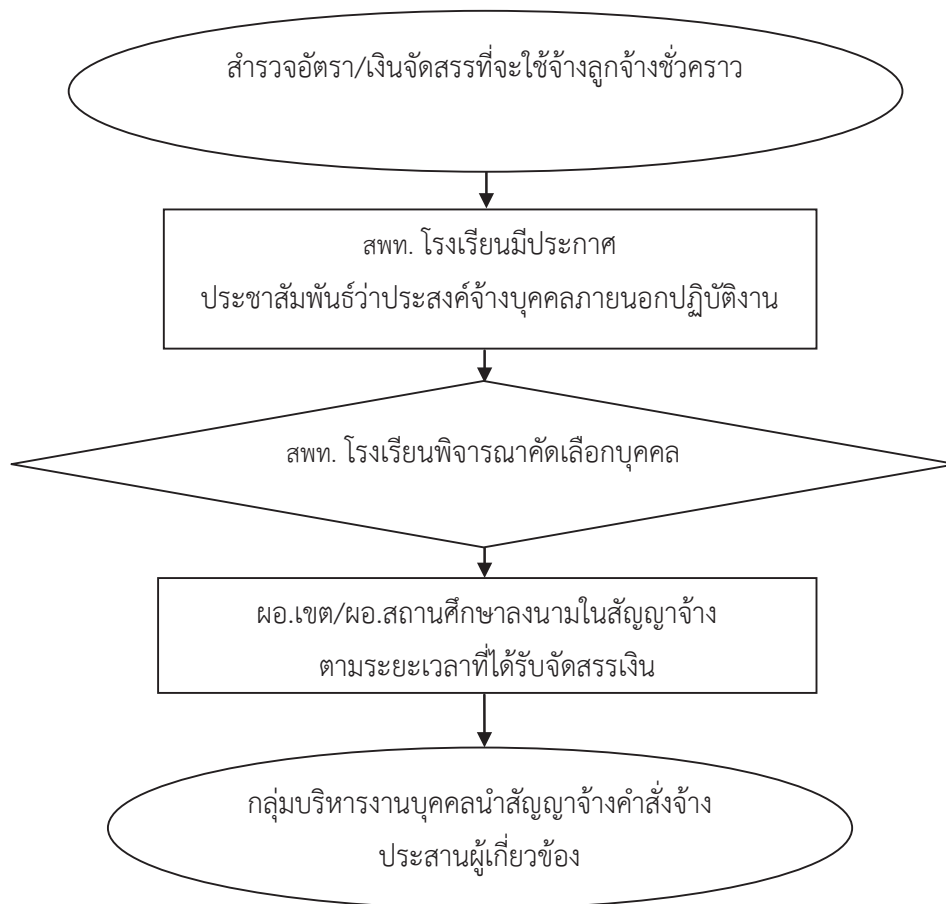 สำรวจอัตรา/เงินจัดสรรที่จะใช้จ้างลูกจ้างชั่วคราว
สพท. โรงเรียนมีประกาศ
ประชาสัมพันธ์ว่าประสงค์จ้างบุคคลภายนอกปฏิบัติงาน
สพท. โรงเรียนพิจารณาคัดเลือกบุคคล
ผอ.เขต/ผอ.สถานศึกษาลงนามในสัญญาจ้าง
ตามระยะเวลาที่ได้รับจัดสรรเงิน
กลุ่มบริหารงานบุคคลนำสัญญาจ้างคำสั่งจ้าง
ประสานผู้เกี่ยวข้อง